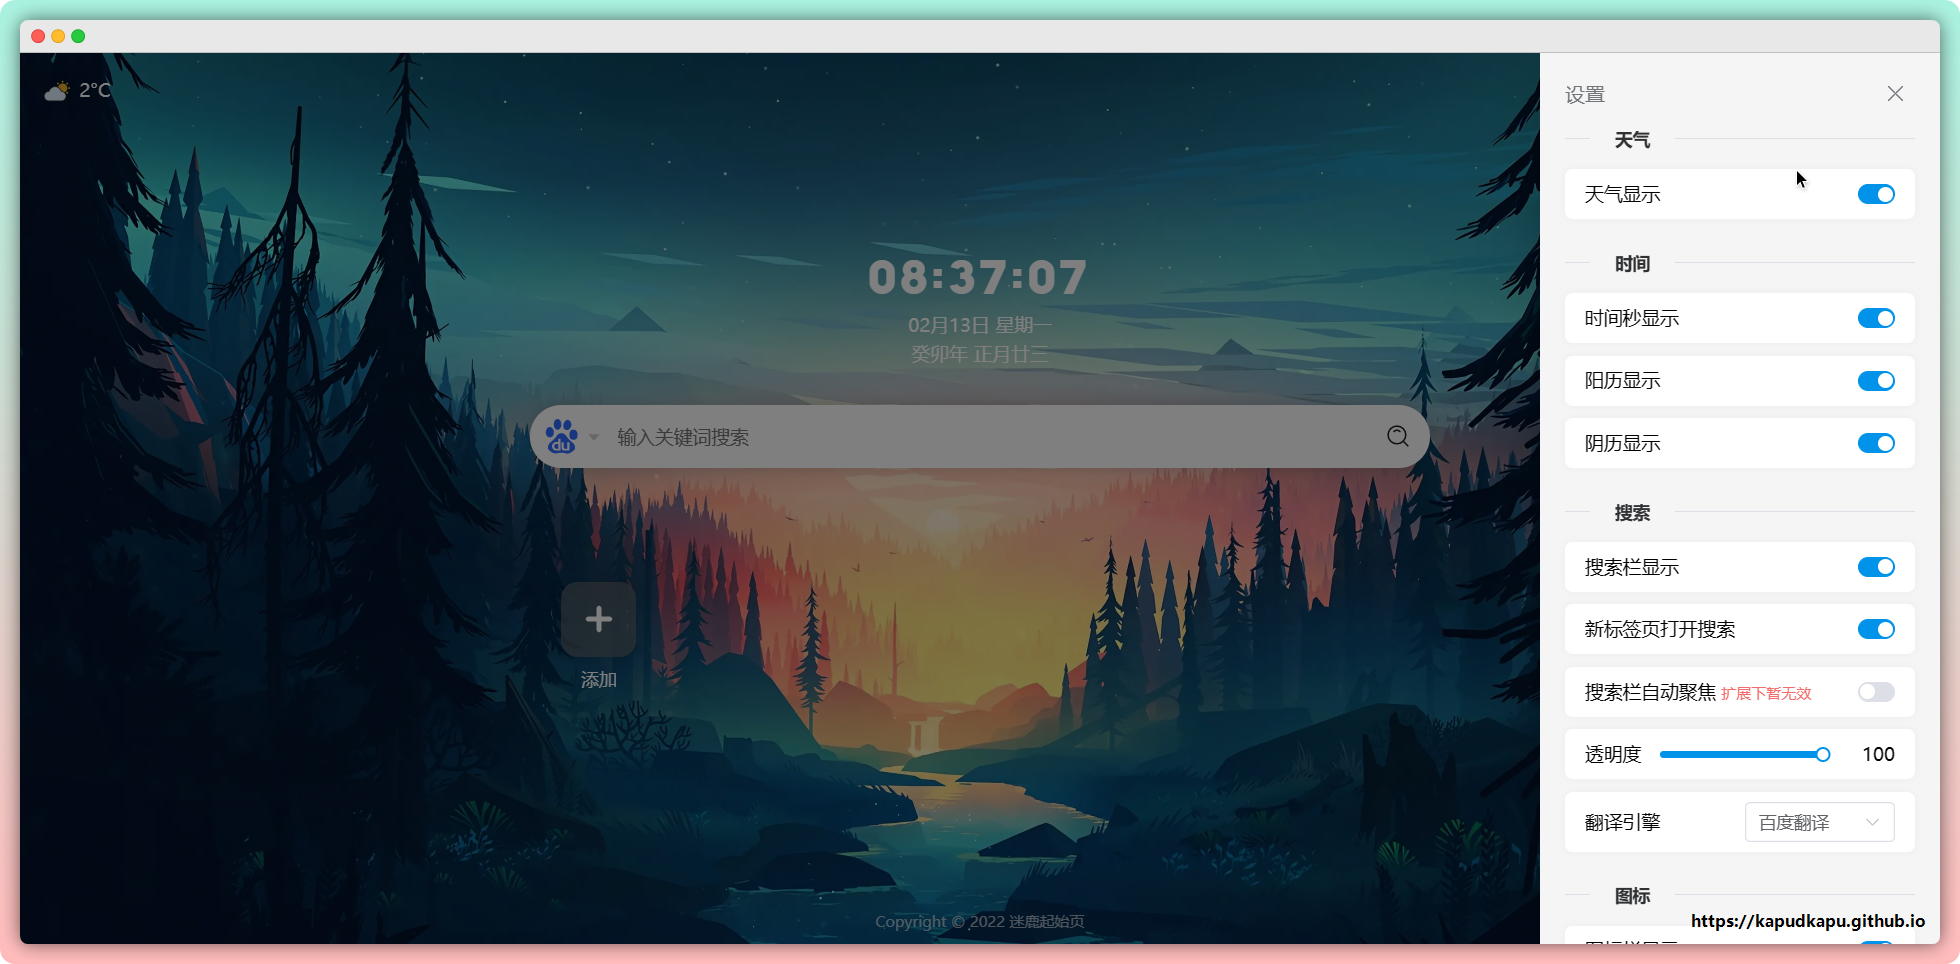 2°C
08:37:07
02月13日 星期一
癸卯年 正月廿三
du
输入关键词搜索
添加
Copyright © 2022 迷鹿起始页
设置
天气
天气显示
时间
时间秒显示
阳历显示
阴历显示
搜索
搜索栏显示
新标签页打开搜索
搜索栏自动聚焦 扩展下暂无效
透明度 100
翻译引擎 百度翻译
图标
https://kapudkapu.github.io